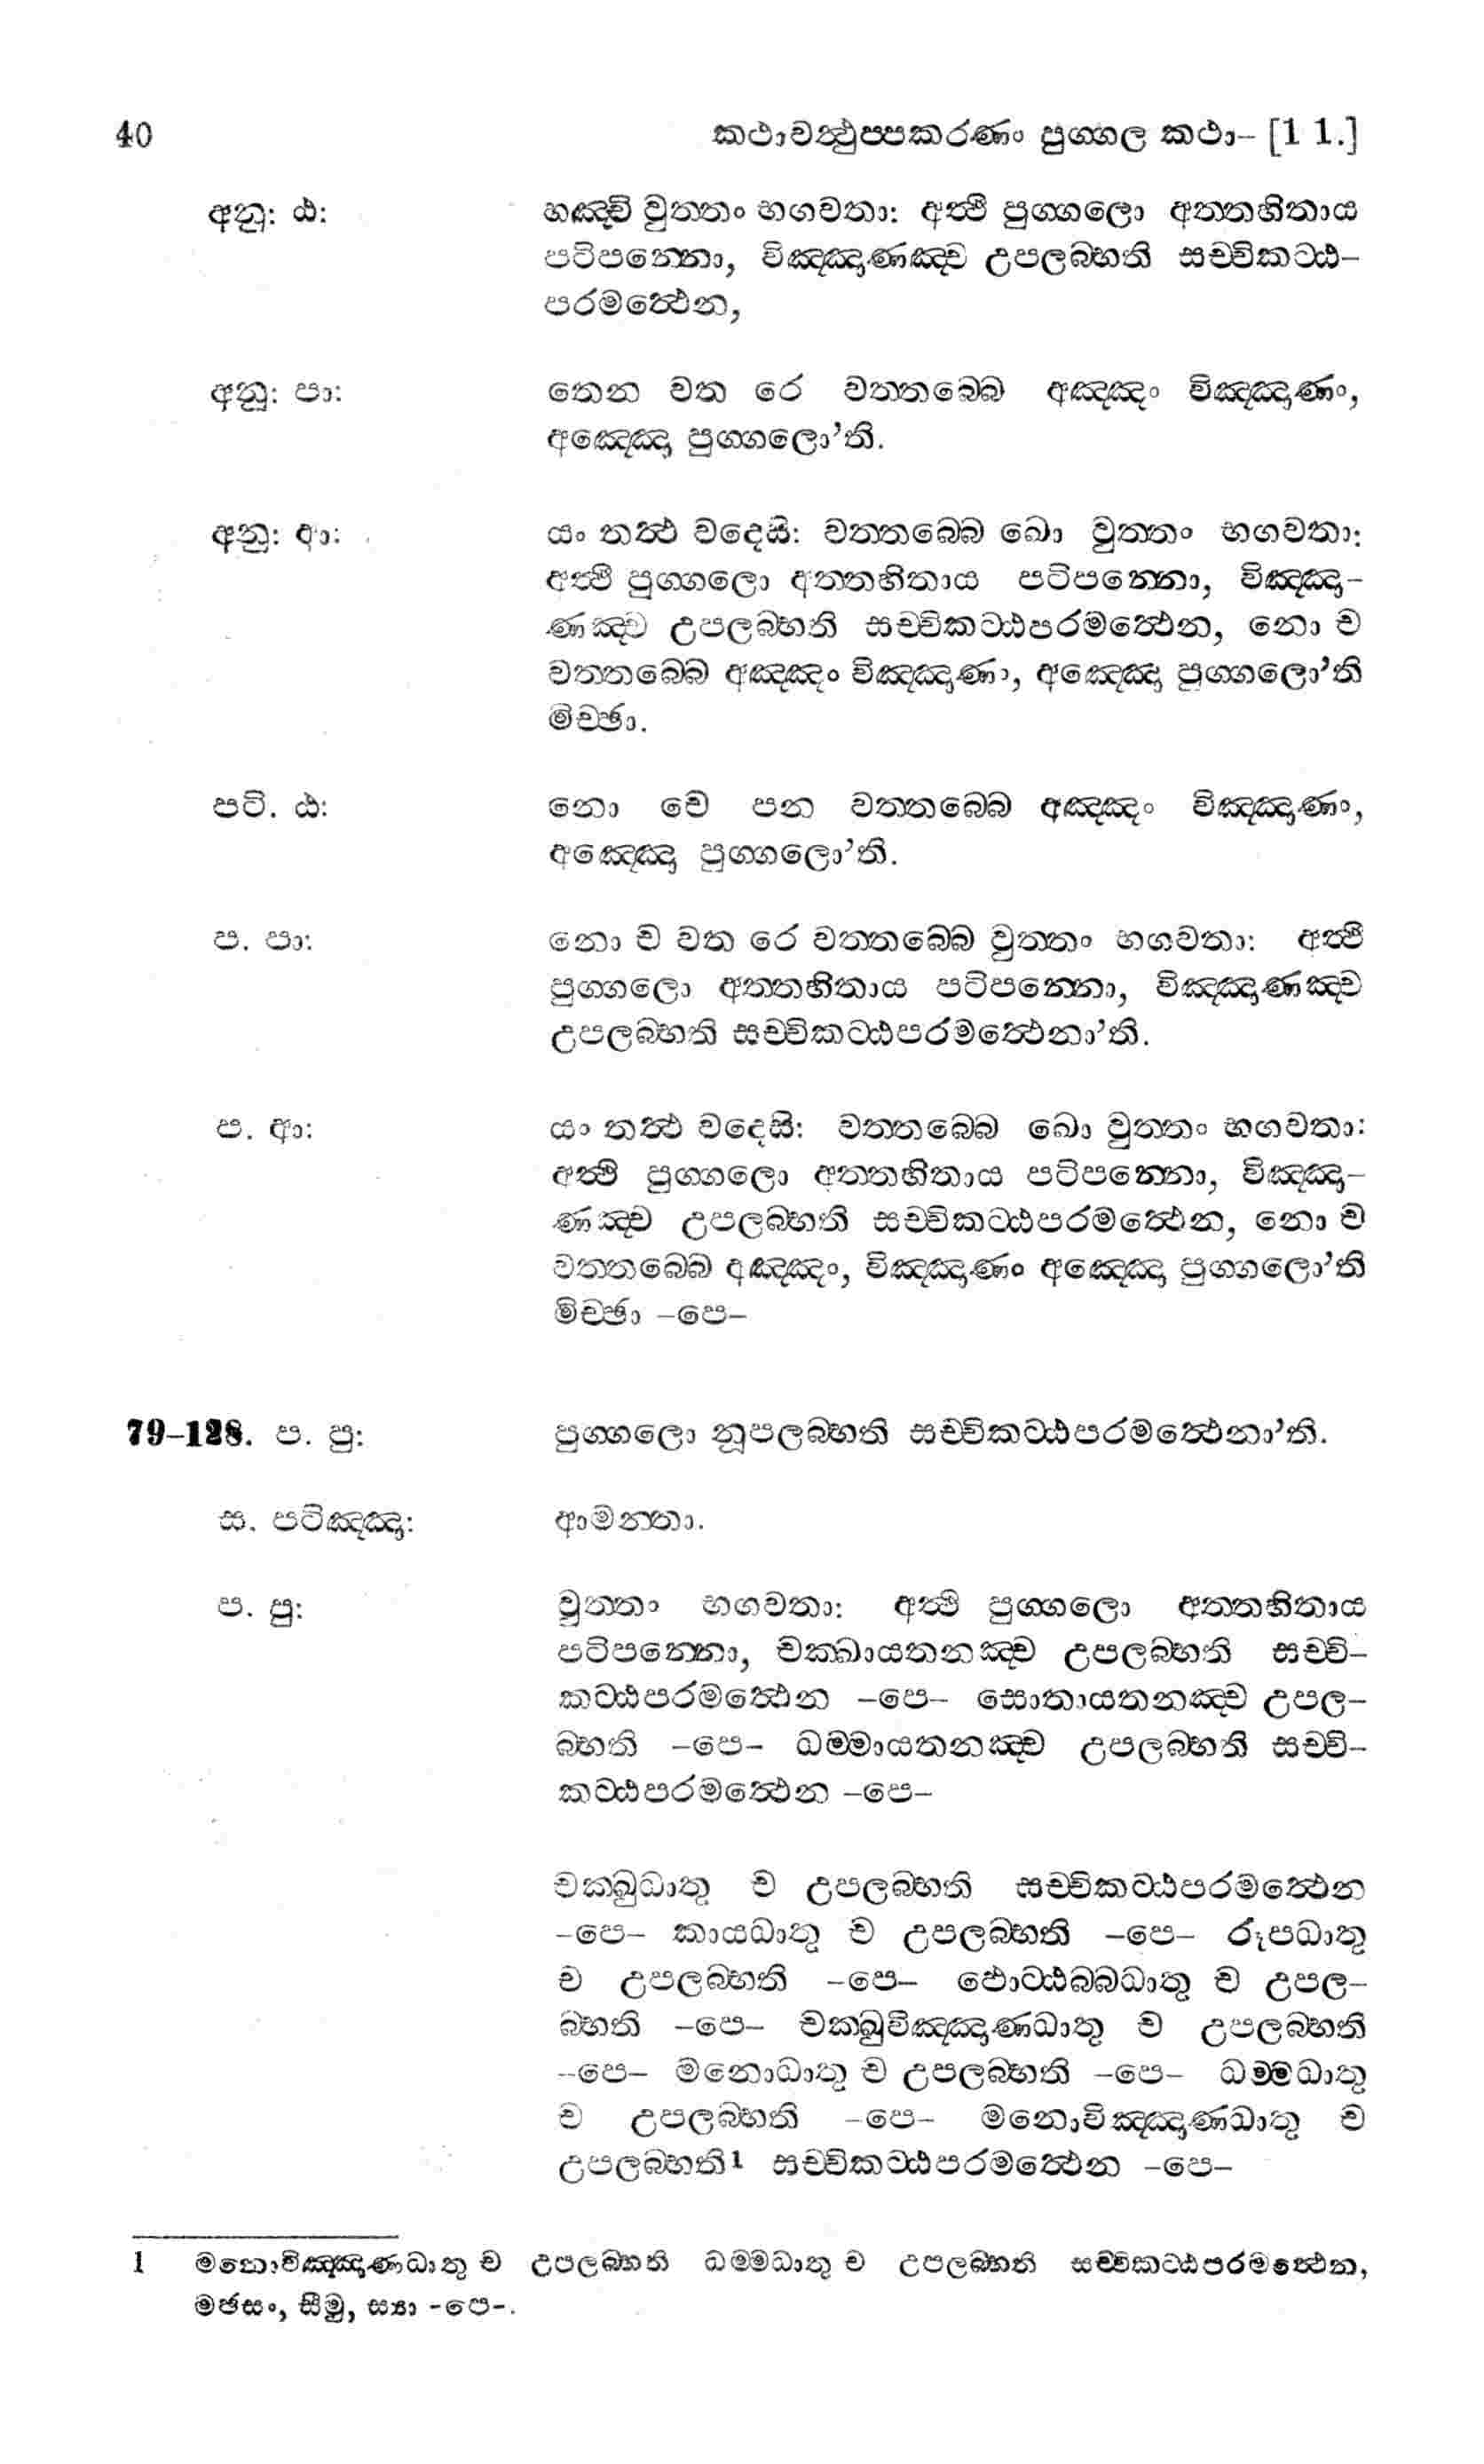 40 කථාවත්‍ථුප්පකරණං පුග්ගල කථා– [1 1.]
අනු: ඨ: හඤ්චි වුත්තං භගවතා: අත්‍ථි පුග්ගලො අත්තහිතාය
පටිපන්නො, විඤ්ඤාණඤ්ච උපලබ්භති සච්චිකට්ඨ–
පරමත්‍ථෙන,
අනු: පා: තෙන වත රෙ වත්තබ්බෙ අඤ්ඤං විඤ්ඤාණං,
අඤ්ඤො පුග්ගලො’ති.
අනු: ආ: යං තත්‍ථ වදෙසි: වත්තබ්බෙ ඛො වුත්තං භගවතා:
අත්‍ථි පුග්ගලො අත්තහිතාය පටිපන්නො, විඤ්ඤා–
ණඤ්ච උපලබ්භති සච්චිකට්ඨපරමත්‍ථෙන, නො ච
වත්තබ්බෙ අඤ්ඤං විඤ්ඤාණං, අඤ්ඤො පුග්ගලො’ති
මිච්ඡා.
පටි. ඨ: නො චෙ පන වත්තබ්බෙ අඤ්ඤං විඤ්ඤාණං,
අඤ්ඤො පුග්ගලො’ති.
ප. පා: නො ච වත රෙ වත්තබ්බෙ වුත්තං භගවතා: අත්‍ථි
පුග්ගලො අත්තහිතාය පටිපන්නො, විඤ්ඤාණඤ්ච
උපලබ්භති සච්චිකට්ඨපරමත්‍ථෙනා’ති.
ප. ආ: යං තත්‍ථ වදෙසි: වත්තබ්බෙ ඛො වුත්තං භගවතා:
අත්‍ථි පුග්ගලො අත්තහිතාය පටිපන්නො, විඤ්ඤා–
ණඤ්ච උපලබ්භති සච්චිකට්ඨපරමත්‍ථෙන, නො ච
වත්තබ්බෙ අඤ්ඤං, විඤ්ඤාණං අඤ්ඤො පුග්ගලො’ති
මිච්ඡා –පෙ–
79–128. ප. පු: පුග්ගලො නූපලබ්භති සච්චිකට්ඨපරමත්‍ථෙනා’ති.
ස. පටිඤ්ඤා: ආමන්තා.
ප. පු: වුත්තං භගවතා: අත්‍ථි පුග්ගලො අත්තහිතාය
පටිපන්නො, චක්ඛායතනඤ්ච උපලබ්භති සච්චි–
කට්ඨපරමත්‍ථෙන –පෙ– සොතායතනඤ්ච උපල–
බ්භති –පෙ– ධම්මායතනඤ්ච උපලබ්භති සච්චි–
කට්ඨපරමත්‍ථෙන –පෙ–
චක්ඛුධාතු ච උපලබ්භති සච්චිකට්ඨපරමත්‍ථෙන
–පෙ– කායධාතු ච උපලබ්භති –පෙ– රූපධාතු
ච උපලබ්භති –පෙ– ඵොට්ඨබ්බධාතු ච උපල–
බ්භති –පෙ– චක්ඛුවිඤ්ඤාණධාතු ච උපලබ්භති
–පෙ– මනොධාතු ච උපලබ්භති –පෙ– ධම්මධාතු
ච උපලබ්භති –පෙ– මනොවිඤ්ඤාණධාතු ච
උපලබ්භති1 සච්චිකට්ඨපරමත්‍ථෙන –පෙ–
1 මනොවිඤ්ඤාණධාතු ච උපලබ්භති ධම්මධාතු ච උපලබ්භති සච්චිකට්ඨපරමත්‍ථෙන,
මඡසං, සීමු, ස්‍යා -පෙ-.